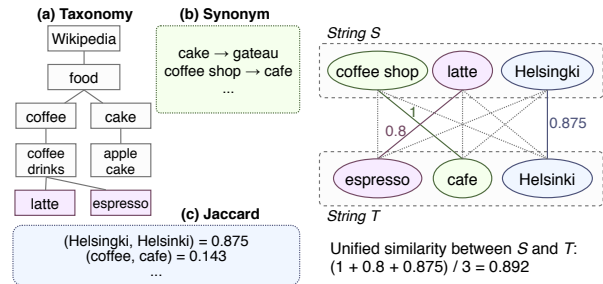 (a) Taxonomy
Wikipedia
food
coffee
cake
coffee
drinks
apple
cake
latte
espresso
(b) Synonym
cake → gateau
coffee shop → cafe
...
(c) Jaccard
(Helsingki, Helsinki) = 0.875
(coffee, cafe) = 0.143
...
String S
coffee shop
latte
Helsingki
1
0.8
0.875
espresso
cafe
Helsinki
String T
Unified similarity between S and T:
(1 + 0.8 + 0.875) / 3 = 0.892